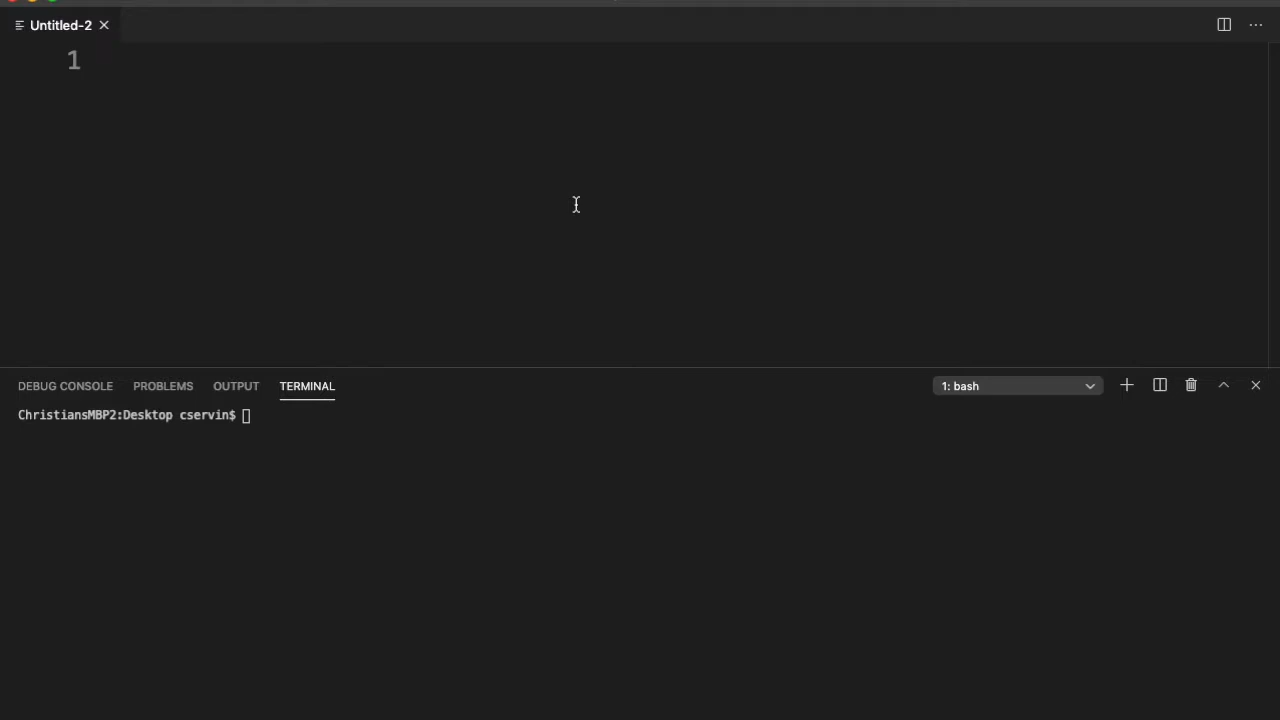 Untitled-2
1
DEBUG CONSOLE PROBLEMS OUTPUT TERMINAL 1: bash
ChristiansMBP2:Desktop cservin$